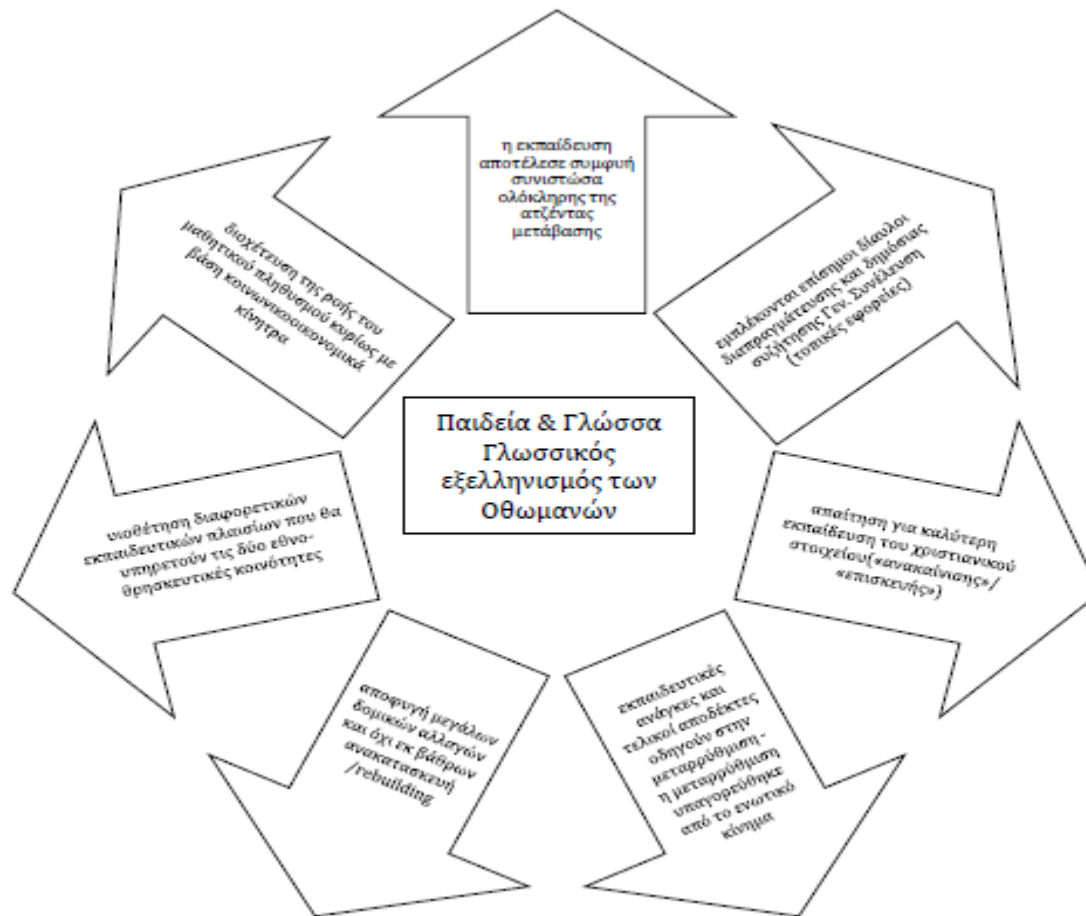 η εκπαίδευση
αποτέλεσε συμφυή
συνιστώσα
ολόκληρης της
ατζέντας
μετάβασης
εμπλέκονται επίσημοι δίαυλοι
διαπραγμάτευσης και δημόσιας
συζήτησης Γεν. Συνέλευση
(τοπικές εφορείες)
απαίτηση για καλύτερη
εκπαίδευση του χριστιανικού
στοιχείου(«ανακαίνισης»/
«επισκευής»)
εκπαιδευτικές
ανάγκες και
τελικοί αποδέκτες
οδηγούν στην
μεταρρύθμιση -
η μεταρρύθμιση
υπαγορεύθηκε
από το ενωτικό
κίνημα
αποφυγή μεγάλων
δομικών αλλαγών
και όχι εκ βάθρων
ανακατασκευή
/rebuilding
υιοθέτηση διαφορετικών
εκπαιδευτικών πλαισίων που θα
υπηρετούν τις δύο εθνο-
θρησκευτικές κοινότητες
διοχέτευση της ροής του
μαθητικού πληθυσμού κυρίως με
βάση κοινωνικοοικονομικά
κίνητρα
Παιδεία & Γλώσσα
Γλωσσικός
εξελληνισμός των
Οθωμανών